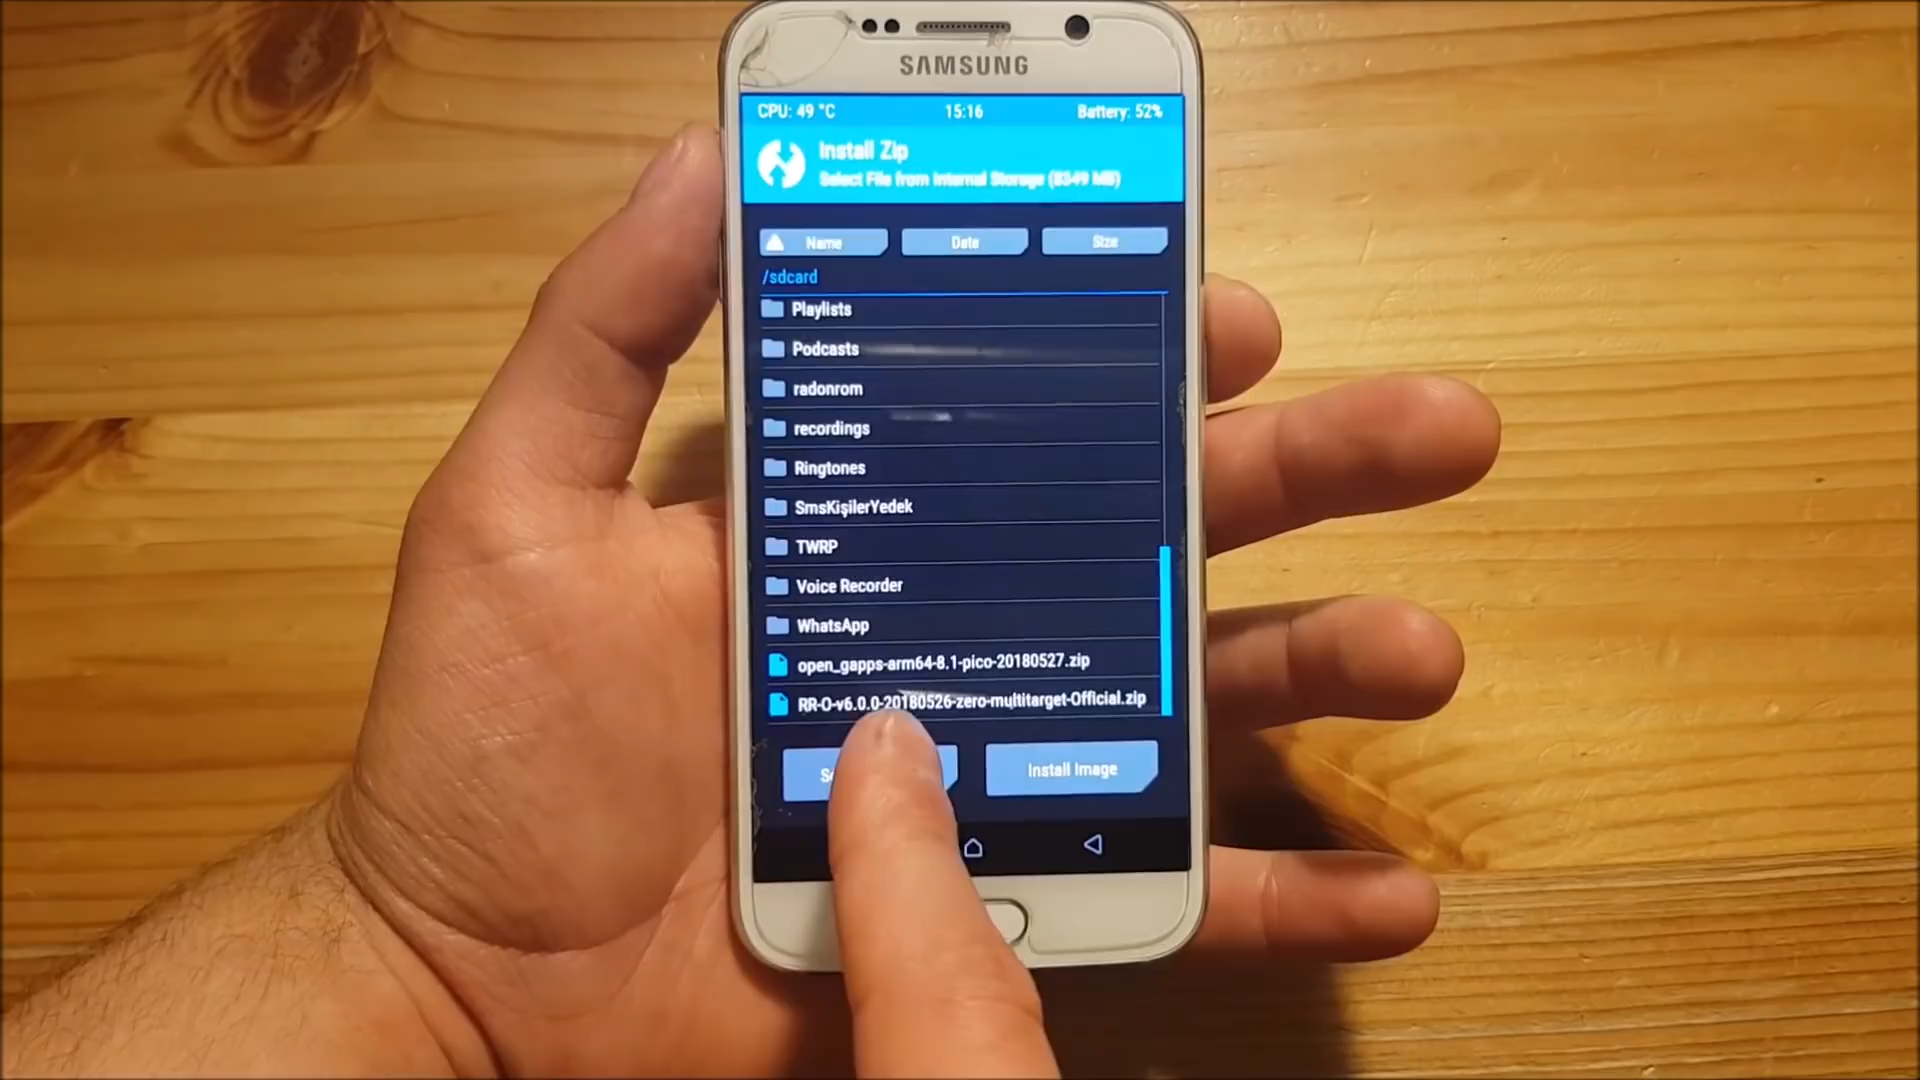 SAMSUNG
CPU: 49 °C 15:16 Battery: 52%
Install Zip
Select File from Internal Storage (8349 MB)
Name Date Size
/sdcard
Playlists
Podcasts
radonrom
recordings
Ringtones
SmsKişilerYedek
TWRP
Voice Recorder
WhatsApp
open_gapps-arm64-8.1-pico-20180527.zip
RR-O-v6.0.0-20180526-zero-multitarget-Official.zip
Install Image